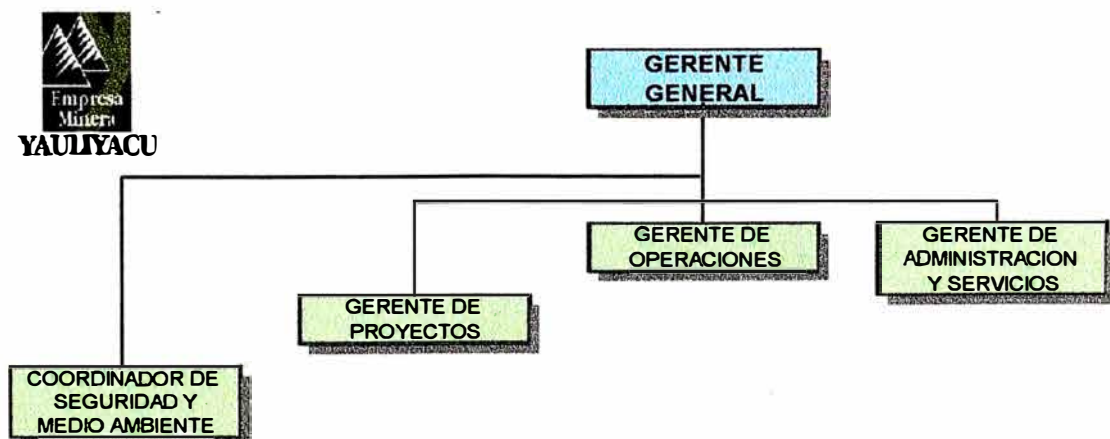 Empresa
Minera
YAULIYACU
GERENTE
GENERAL
GERENTE DE
OPERACIONES
GERENTE DE
ADMINISTRACION
Y SERVICIOS
GERENTE DE
PROYECTOS
COORDINADOR DE
SEGURIDAD Y
MEDIO AMBIENTE